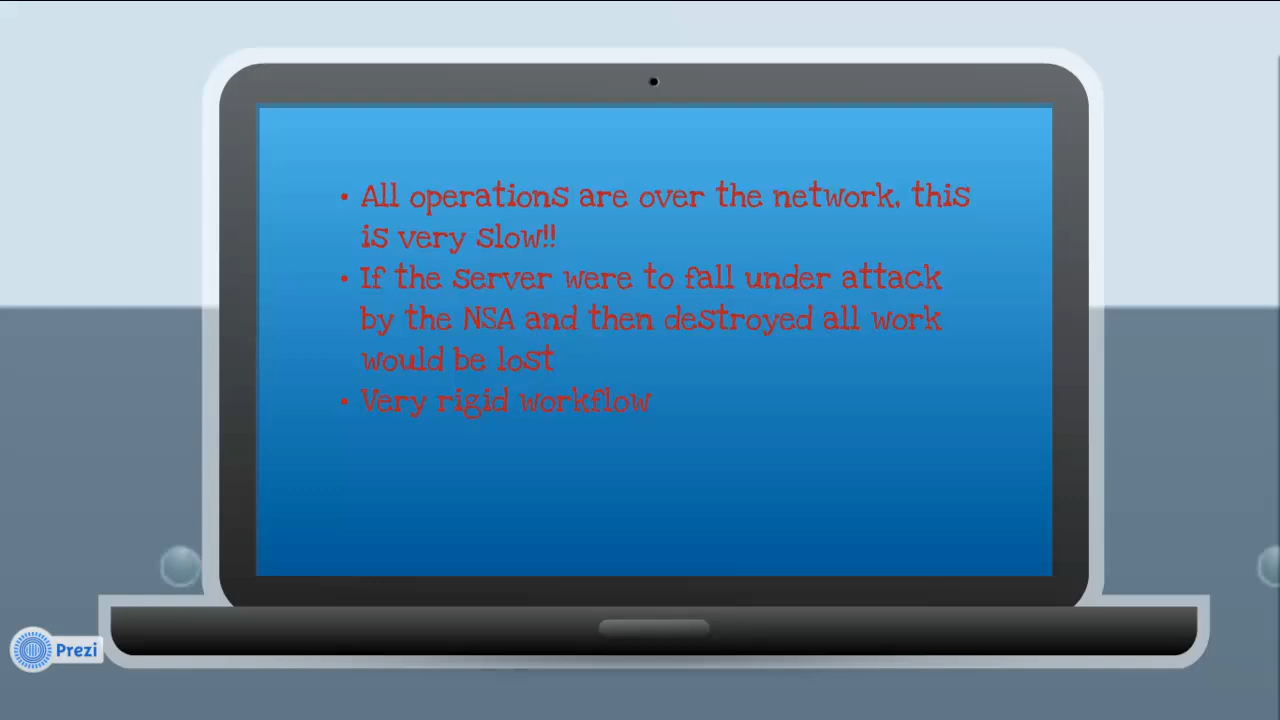 • All operations are over the network, this
is very slow!!
• If the server were to fall under attack
by the NSA and then destroyed all work
would be lost
• Very rigid workflow
Prezi